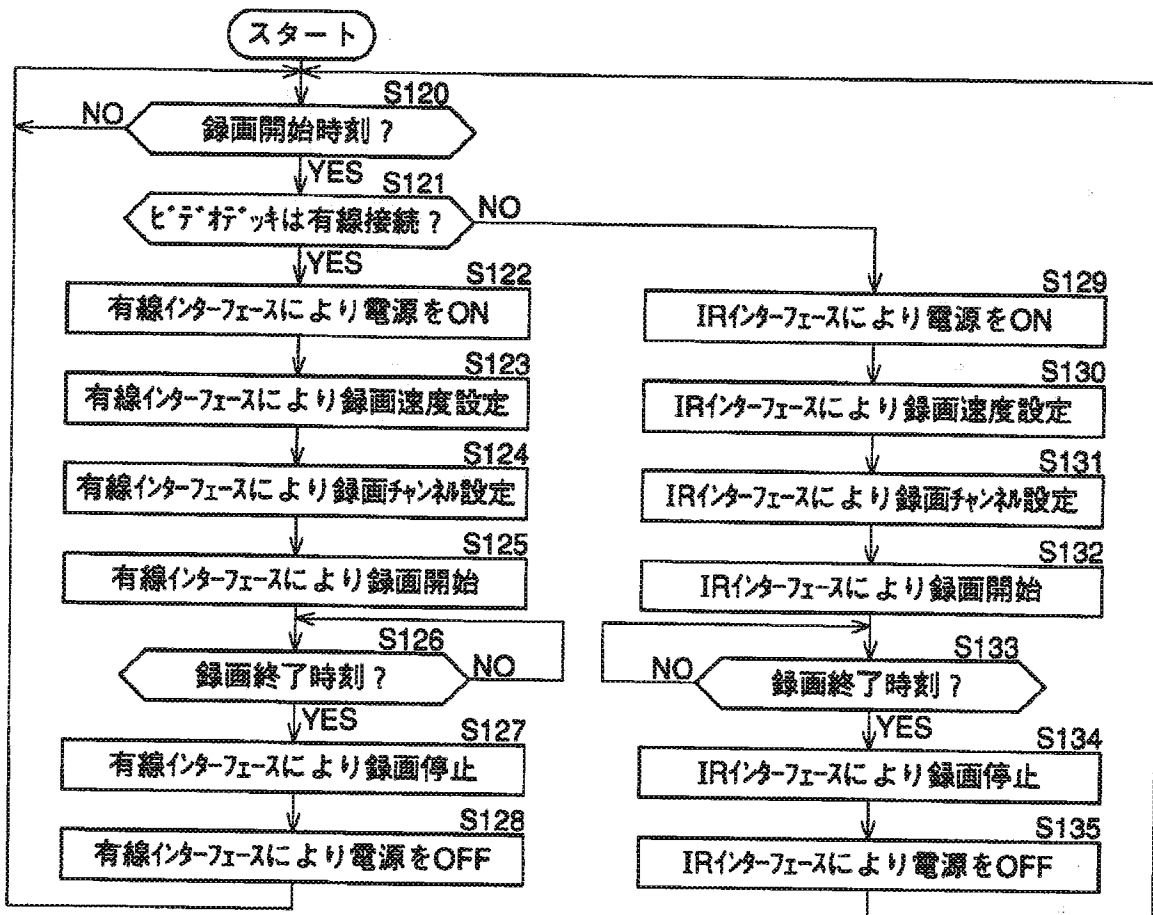 スタート
S120
NO
録画開始時刻？
YES
S121
ビデオデッキは有線接続？
NO
YES
S122
有線インターフェースにより電源をON
S123
有線インターフェースにより録画速度設定
S124
有線インターフェースにより録画チャンネル設定
S125
有線インターフェースにより録画開始
S126
録画終了時刻？
NO
YES
S127
有線インターフェースにより録画停止
S128
有線インターフェースにより電源をOFF
S129
IRインターフェースにより電源をON
S130
IRインターフェースにより録画速度設定
S131
IRインターフェースにより録画チャンネル設定
S132
IRインターフェースにより録画開始
S133
NO
録画終了時刻？
YES
S134
IRインターフェースにより録画停止
S135
IRインターフェースにより電源をOFF